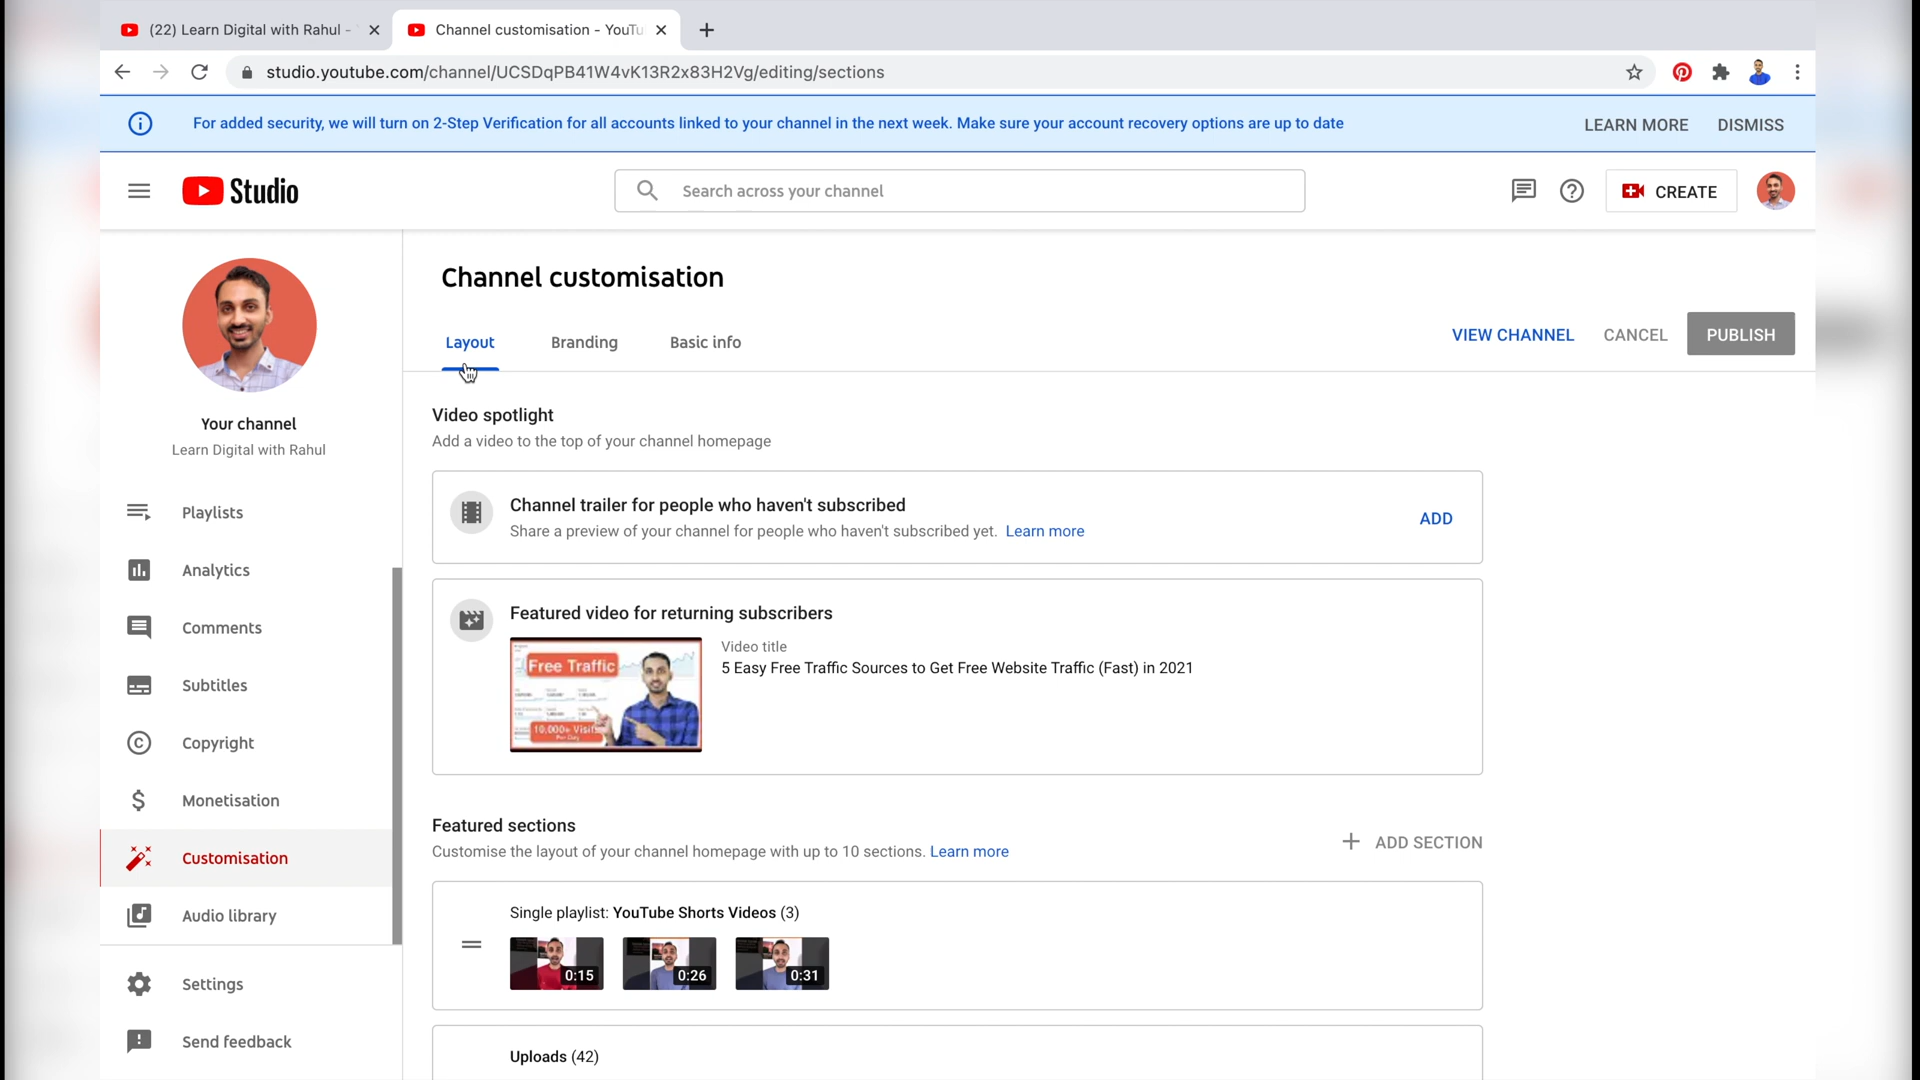 (22) Learn Digital with Rahul -
Channel customisation - YouTu
studio.youtube.com/channel/UCSDqPB41W4vK13R2x83H2Vg/editing/sections
For added security, we will turn on 2-Step Verification for all accounts linked to your channel in the next week. Make sure your account recovery options are up to date
LEARN MORE
DISMISS
Studio
Search across your channel
CREATE
Your channel
Learn Digital with Rahul
Playlists
Analytics
Comments
Subtitles
Copyright
Monetisation
Customisation
Audio library
Settings
Send feedback
Channel customisation
Layout
Branding
Basic info
VIEW CHANNEL
CANCEL
PUBLISH
Video spotlight
Add a video to the top of your channel homepage
Channel trailer for people who haven't subscribed
Share a preview of your channel for people who haven't subscribed yet. Learn more
ADD
Featured video for returning subscribers
Free Traffic
10,000+ Visits
Per Day
Video title
5 Easy Free Traffic Sources to Get Free Website Traffic (Fast) in 2021
Featured sections
Customise the layout of your channel homepage with up to 10 sections. Learn more
ADD SECTION
Single playlist: YouTube Shorts Videos (3)
0:15
0:26
0:31
Uploads (42)